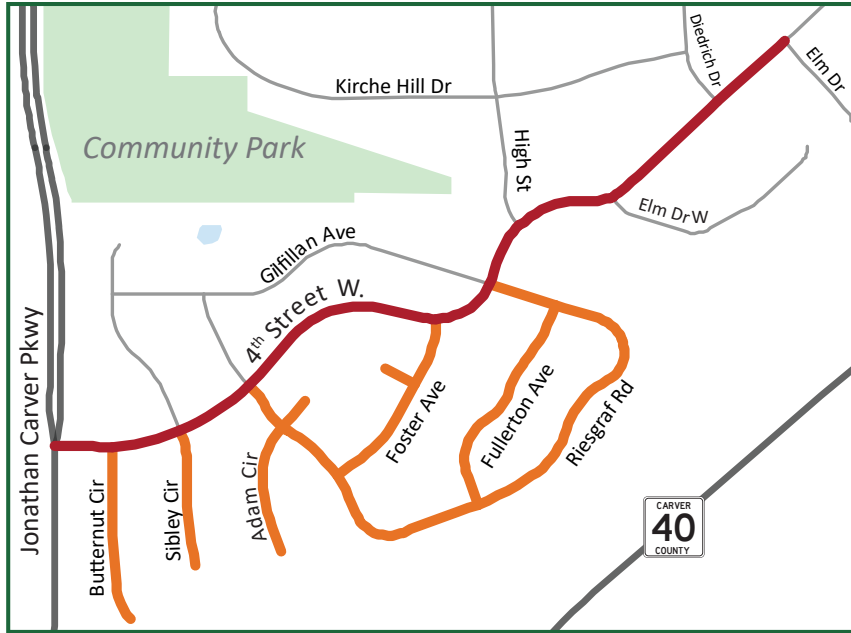 Diedrich Dr
Elm Dr
Kirche Hill Dr
Community Park
High St
Elm Dr W
Gilfillan Ave
4th Street W.
Jonathan Carver Pkwy
Foster Ave
Fullerton Ave
Riesgraf Rd
Adam Cir
Sibley Cir
Butternut Cir
CARVER
40
COUNTY